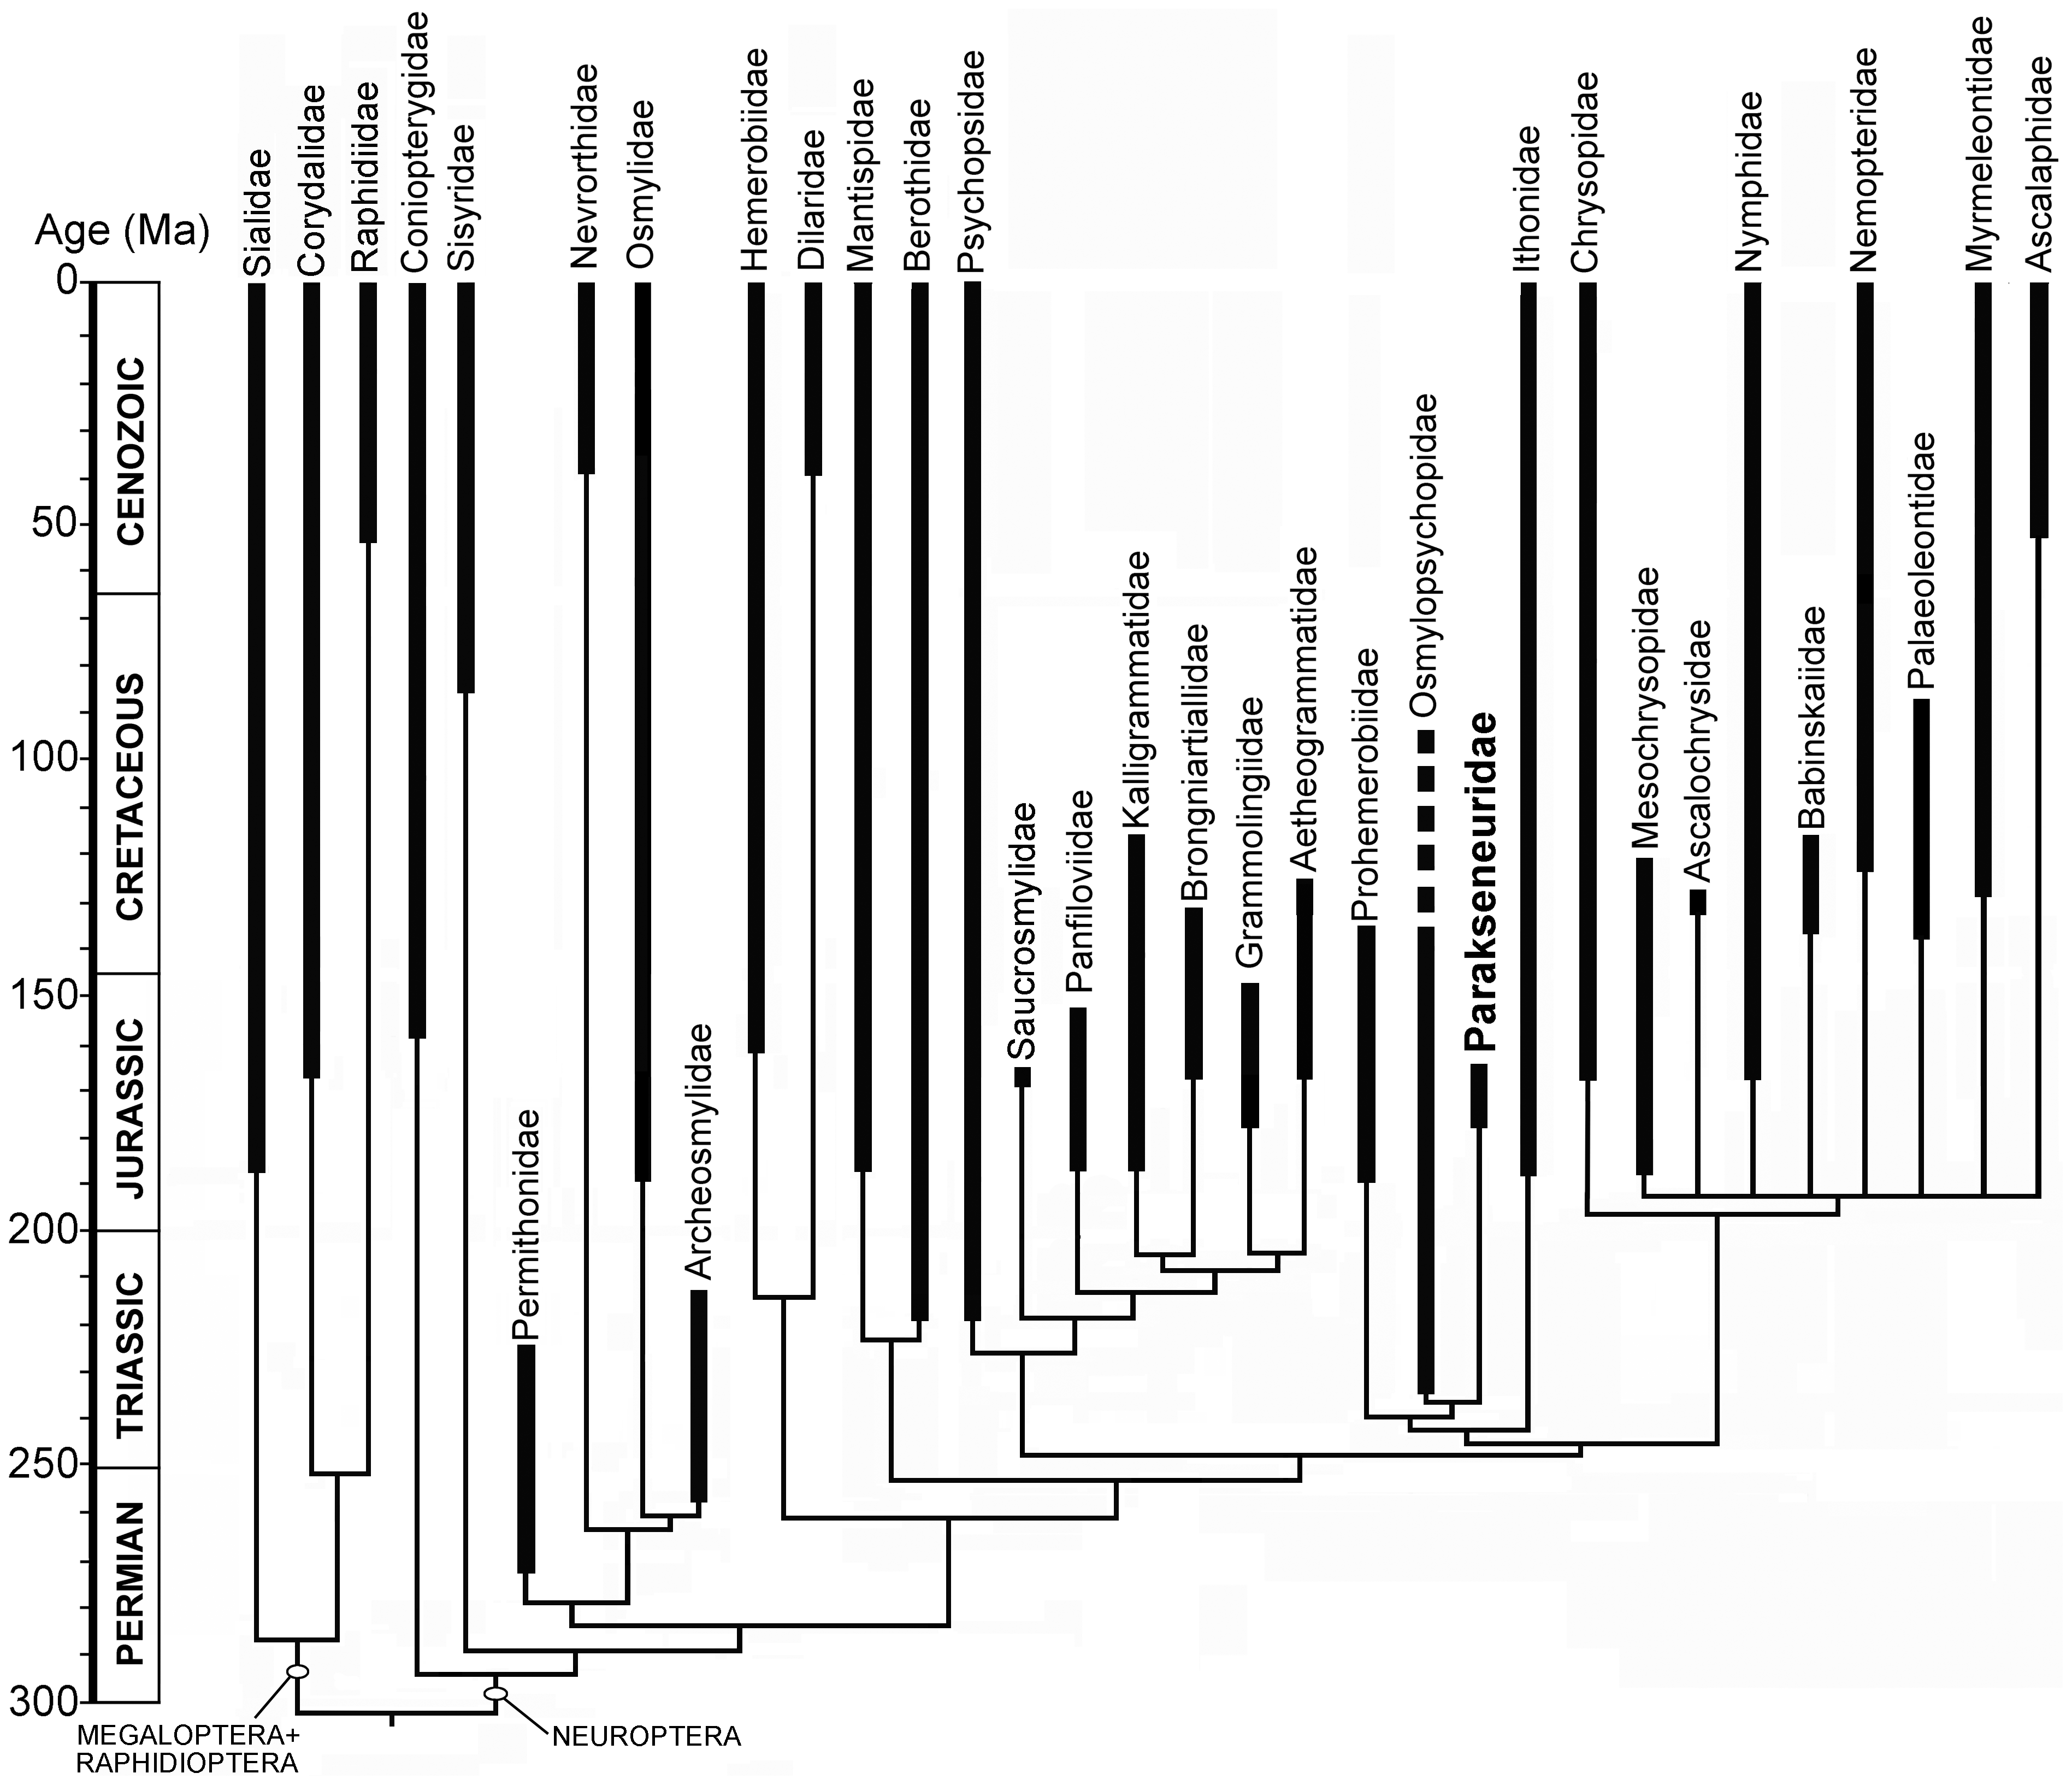 Age (Ma)
0
50
100
150
200
250
300
CENOZOIC
CRETACEOUS
JURASSIC
TRIASSIC
PERMIAN
Sialidae
Corydalidae
Raphidiidae
Coniopterygidae
Sisyridae
Permithonidae
Nevrorthidae
Osmylidae
Archeosmylidae
Hemerobiidae
Dilaridae
Mantispidae
Berothidae
Psychopsidae
Saucrosmylidae
Panfiloviidae
Kalligrammatidae
Brongniartiallidae
Grammolingiidae
Aetheogrammatidae
Prohemerobiidae
Osmylopsychopidae
Parakseneuridae
Ithonidae
Chrysopidae
Mesochrysopidae
Ascalochrysidae
Nymphidae
Babinskaiidae
Nemopteridae
Palaeoleontidae
Myrmeleontidae
Ascalaphidae
MEGALOPTERA+
RAPHIDIOPTERA
NEUROPTERA